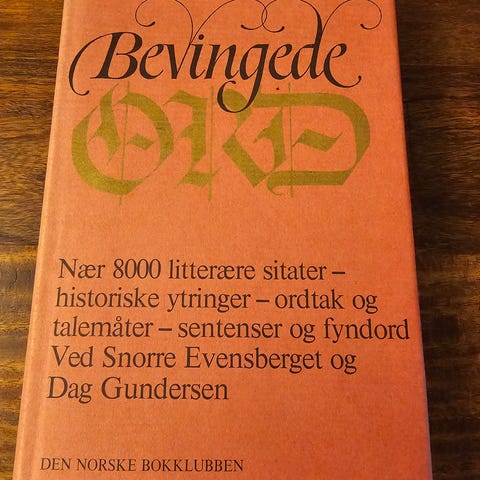 Bevingede
ORD
Nær 8000 litterære sitater –
historiske ytringer – ordtak og
talemåter – sentenser og fyndord
Ved Snorre Evensberget og
Dag Gundersen
DEN NORSKE BOKKLUBBEN